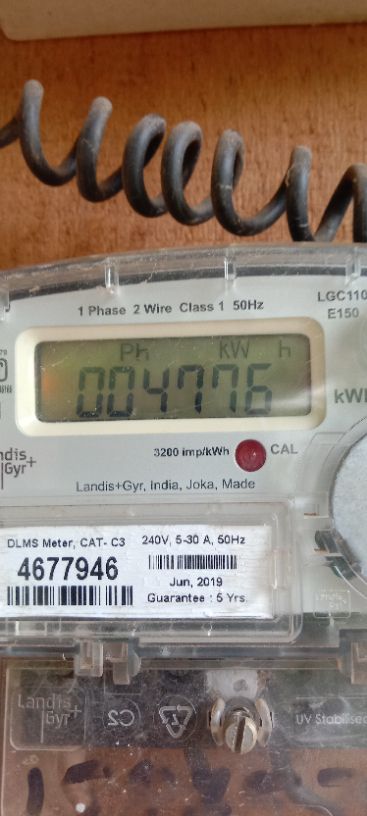 1 Phase 2 Wire Class 1 50Hz
LGC110
E150
Ph kW h
004776
kWh
3200 imp/kWh
CAL
Landis+Gyr, India, Joka, Made
DLMS Meter, CAT- C3
240V, 5-30 A, 50Hz
4677946
Jun, 2019
Guarantee : 5 Yrs.
Landis
Gyr+
C2
UV Stabilised